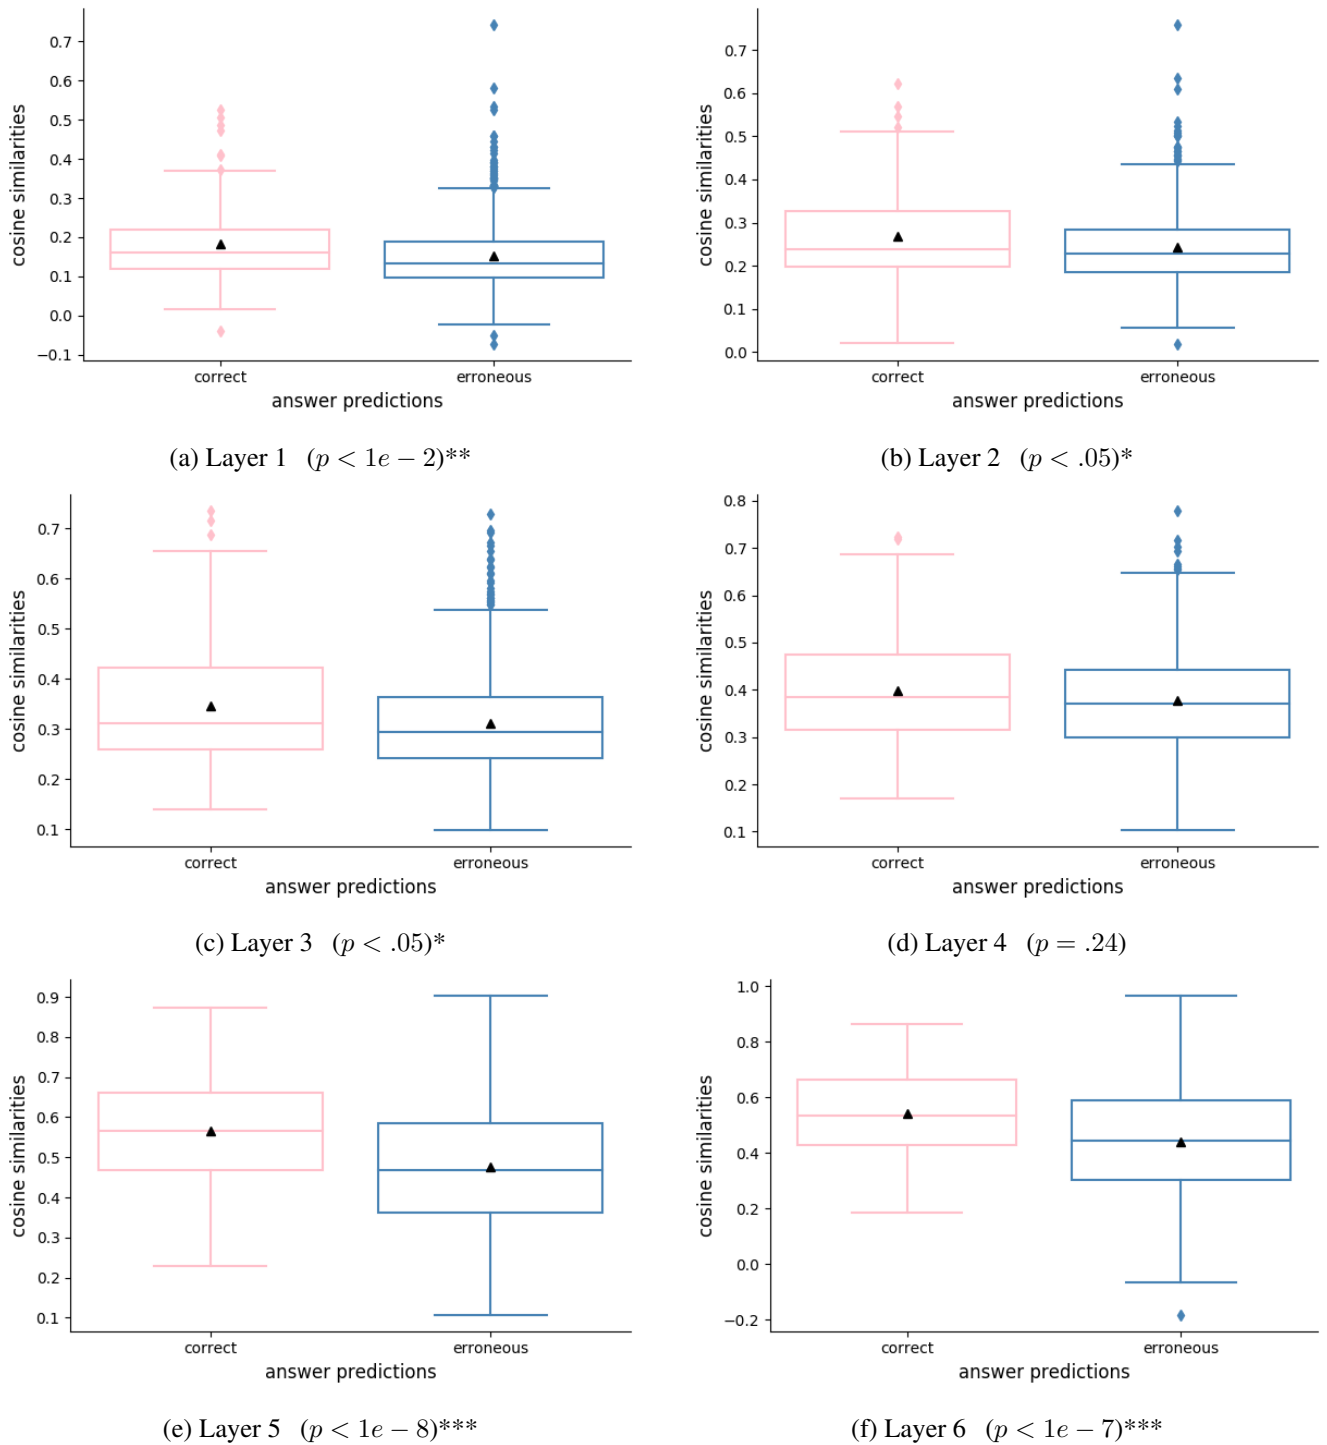 0.7
0.6
0.5
0.4
0.3
0.2
0.1
0.0
−0.1
cosine similarities
correct erroneous
answer predictions
(a) Layer 1 (p < 1e − 2)**
0.7
0.6
0.5
0.4
0.3
0.2
0.1
0.0
cosine similarities
correct erroneous
answer predictions
(b) Layer 2 (p < .05)*
0.7
0.6
0.5
0.4
0.3
0.2
0.1
cosine similarities
correct erroneous
answer predictions
(c) Layer 3 (p < .05)*
0.8
0.7
0.6
0.5
0.4
0.3
0.2
0.1
cosine similarities
correct erroneous
answer predictions
(d) Layer 4 (p = .24)
0.9
0.8
0.7
0.6
0.5
0.4
0.3
0.2
0.1
cosine similarities
correct erroneous
answer predictions
(e) Layer 5 (p < 1e − 8)***
1.0
0.8
0.6
0.4
0.2
0.0
−0.2
cosine similarities
correct erroneous
answer predictions
(f) Layer 6 (p < 1e − 7)***